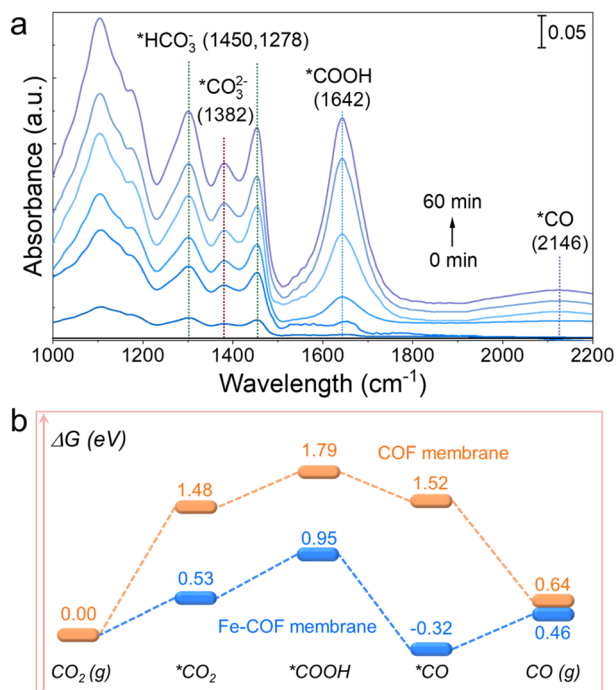 a
0.05
*HCO₃⁻ (1450,1278)
*CO₃²⁻
(1382)
*COOH
(1642)
60 min
0 min
*CO
(2146)
Absorbance (a.u.)
1000 1200 1400 1600 1800 2000 2200
Wavelength (cm⁻¹)
b
ΔG (eV)
COF membrane
1.79
1.48
1.52
0.95
0.64
0.53
0.00
Fe-COF membrane
-0.32
0.46
CO₂ (g) *CO₂ *COOH *CO CO (g)